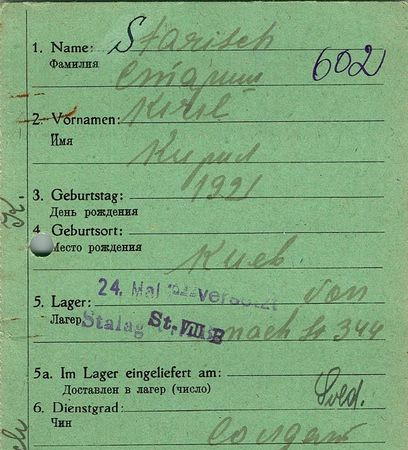 1. Name: Starisch
Фамилия
602
Стариш
2. Vornamen: Kiril
Имя
Кирил
3. Geburtstag: 1921
День рождения
4. Geburtsort:
Место рождения
Киев
24. Mai versetzt von
5. Lager:
Лагерь Stalag St. VIII B nach St 344
5a. Im Lager eingeliefert am:
Доставлен в лагерь (число)
Sold.
6. Dienstgrad:
Чин
солдат